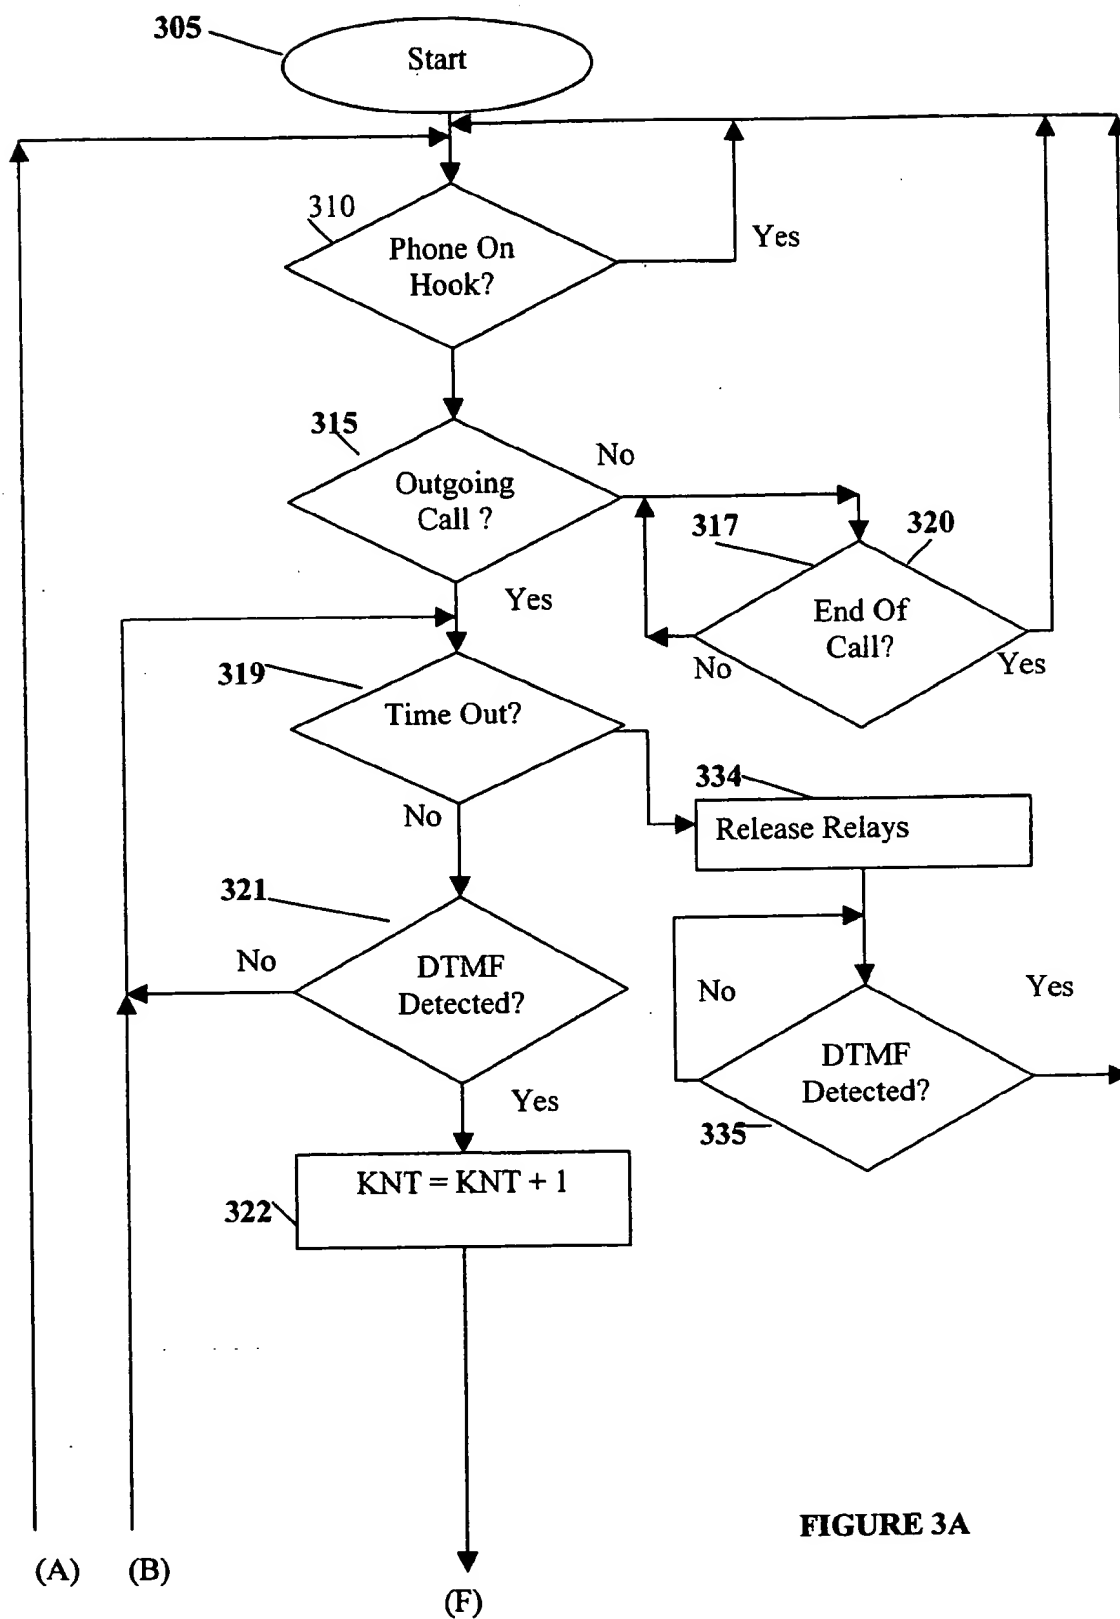 305
Start
310
Phone On
Hook?
Yes
315
Outgoing
Call ?
No
317
320
End Of
Call?
No
Yes
Yes
319
Time Out?
No
334
Release Relays
321
DTMF
Detected?
No
Yes
No
Yes
DTMF
Detected?
335
KNT = KNT + 1
322
FIGURE 3A
(A)
(B)
(F)